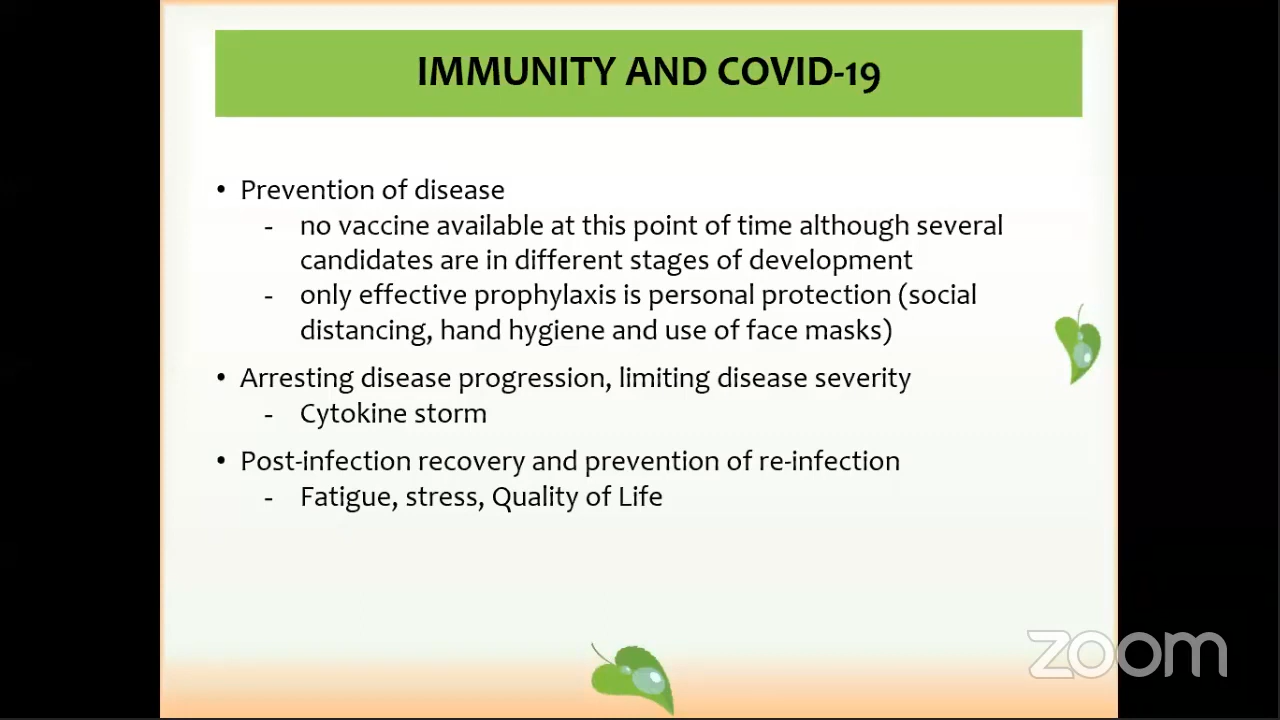 IMMUNITY AND COVID-19
• Prevention of disease
- no vaccine available at this point of time although several
candidates are in different stages of development
- only effective prophylaxis is personal protection (social
distancing, hand hygiene and use of face masks)
• Arresting disease progression, limiting disease severity
- Cytokine storm
• Post-infection recovery and prevention of re-infection
- Fatigue, stress, Quality of Life
zoom